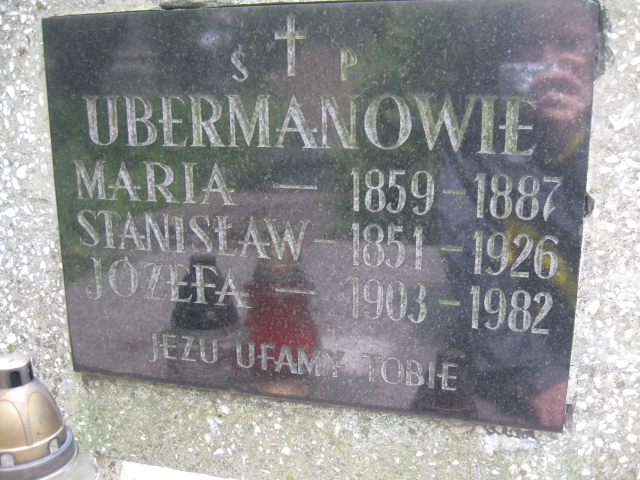 Ś P
UBERMANOWIE
MARIA — 1859 - 1887
STANISŁAW - 1851 - 1926
JÓZEFA - 1903 - 1982
JEZU UFAMY TOBIE